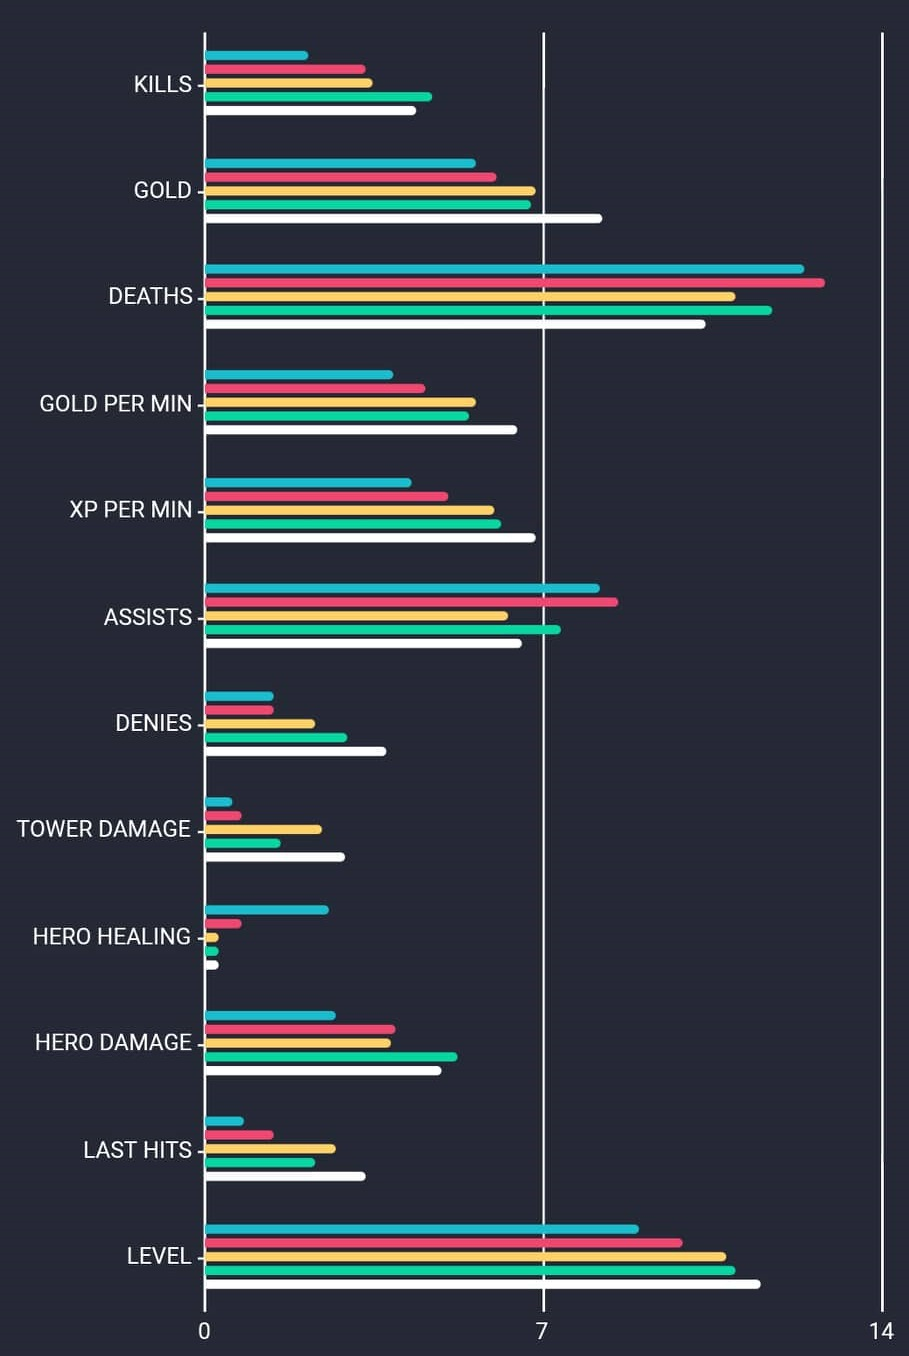 KILLS
GOLD
DEATHS
GOLD PER MIN
XP PER MIN
ASSISTS
DENIES
TOWER DAMAGE
HERO HEALING
HERO DAMAGE
LAST HITS
LEVEL
0 7 14